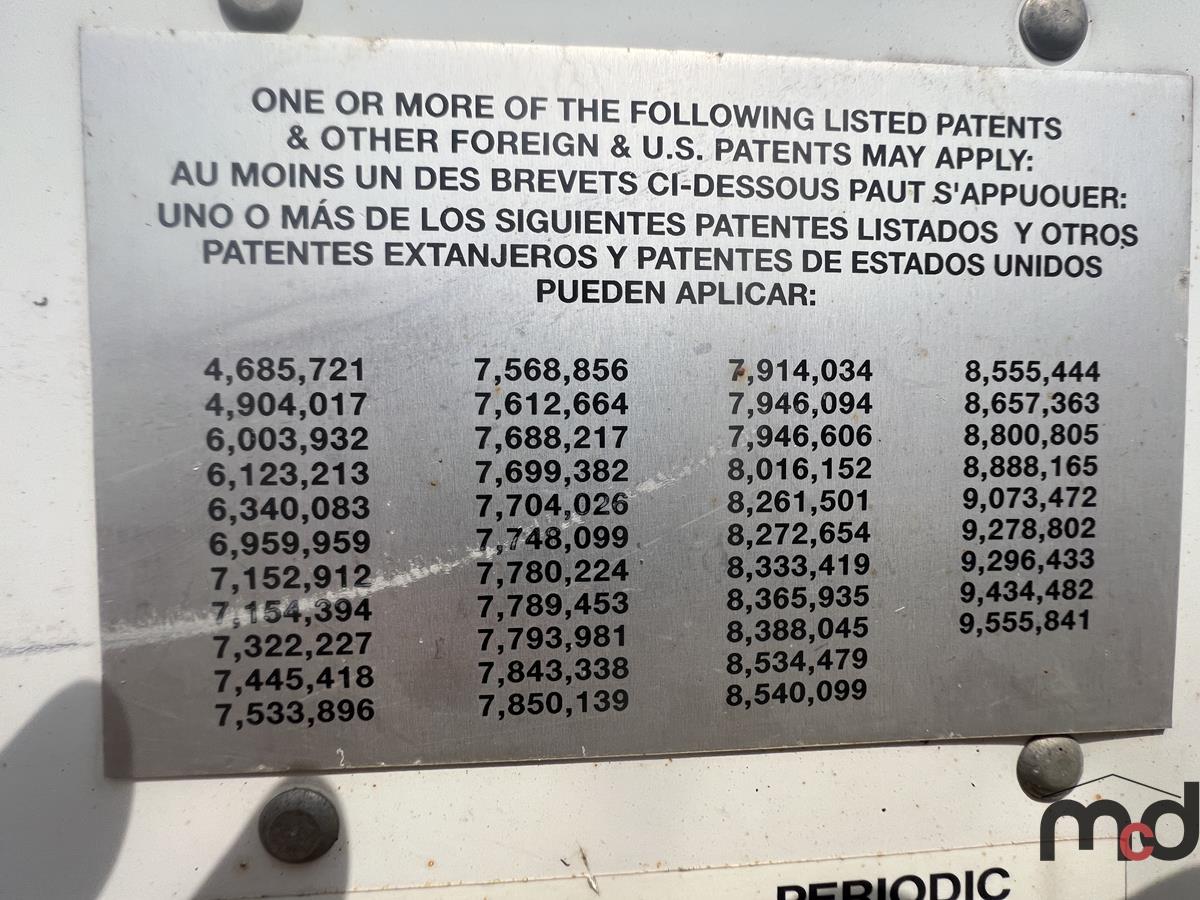 ONE OR MORE OF THE FOLLOWING LISTED PATENTS
& OTHER FOREIGN & U.S. PATENTS MAY APPLY:
AU MOINS UN DES BREVETS CI-DESSOUS PAUT S'APPUOUER:
UNO O MÁS DE LOS SIGUIENTES PATENTES LISTADOS Y OTROS
PATENTES EXTANJEROS Y PATENTES DE ESTADOS UNIDOS
PUEDEN APLICAR:
4,685,721 7,568,856 7,914,034 8,555,444
4,904,017 7,612,664 7,946,094 8,657,363
6,003,932 7,688,217 7,946,606 8,800,805
6,123,213 7,699,382 8,016,152 8,888,165
6,340,083 7,704,026 8,261,501 9,073,472
6,959,959 7,748,099 8,272,654 9,278,802
7,152,912 7,780,224 8,333,419 9,296,433
7,154,394 7,789,453 8,365,935 9,434,482
7,322,227 7,793,981 8,388,045 9,555,841
7,445,418 7,843,338 8,534,479
7,533,896 7,850,139 8,540,099
mcd
PERIODIC